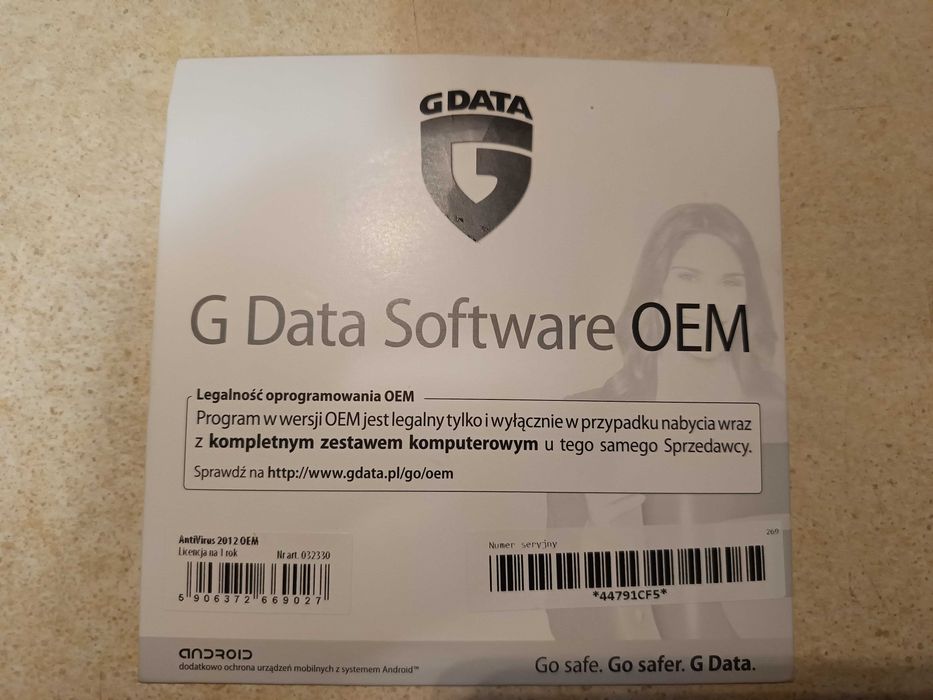 G DATA
G Data Software OEM
Legalność oprogramowania OEM
Program w wersji OEM jest legalny tylko i wyłącznie w przypadku nabycia wraz
z kompletnym zestawem komputerowym u tego samego Sprzedawcy.
Sprawdź na http://www.gdata.pl/go/oem
269
AntiVirus 2012 OEM
Licencja na 1 rok Nr art. 032330
5 906372 669027
Numer seryjny
*44791CF5*
ANDROID
dodatkowo ochrona urządzeń mobilnych z systemem Android™
Go safe. Go safer. G Data.